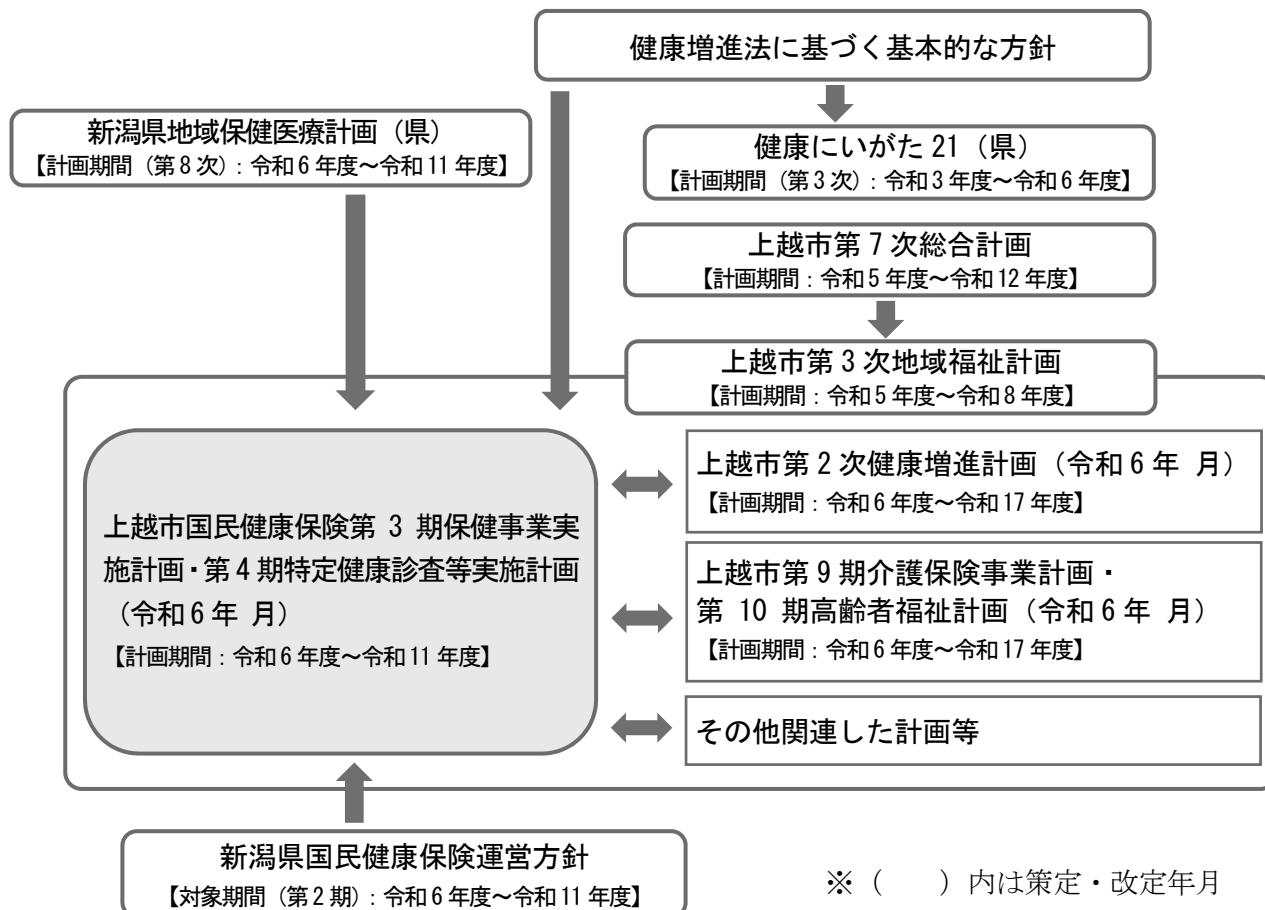 健康増進法に基づく基本的な方針
新潟県地域保健医療計画（県）
【計画期間（第8次）：令和6年度～令和11年度】
健康にいがた21（県）
【計画期間（第3次）：令和3年度～令和6年度】
上越市第7次総合計画
【計画期間：令和5年度～令和12年度】
上越市第3次地域福祉計画
【計画期間：令和5年度～令和8年度】
上越市国民健康保険第 3 期保健事業実
施計画・第4期特定健康診査等実施計画
（令和6年 月）
【計画期間：令和6年度～令和11年度】
上越市第2次健康増進計画（令和6年 月）
【計画期間：令和6年度～令和17年度】
上越市第9期介護保険事業計画・
第 10 期高齢者福祉計画（令和6年 月）
【計画期間：令和6年度～令和17年度】
その他関連した計画等
新潟県国民健康保険運営方針
【対象期間（第2期）：令和6年度～令和11年度】
※（　　）内は策定・改定年月